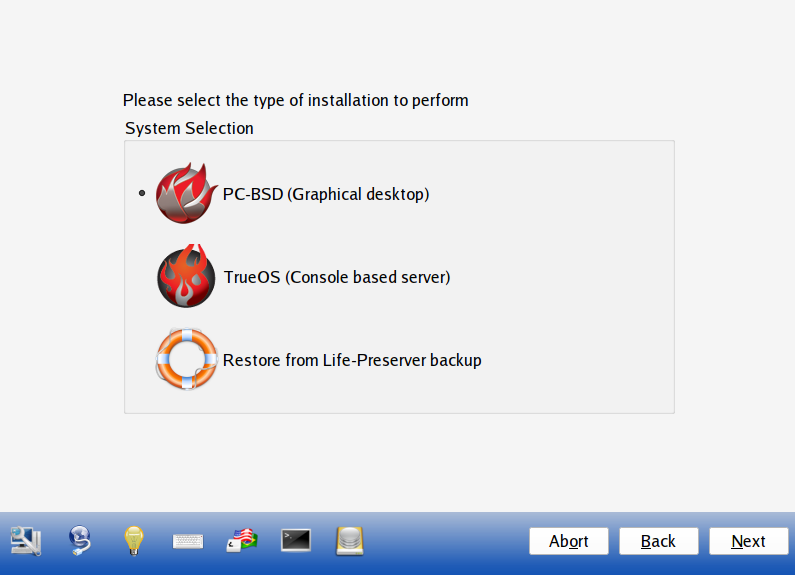 Please select the type of installation to perform
System Selection
PC-BSD (Graphical desktop)
TrueOS (Console based server)
Restore from Life-Preserver backup
Abort
Back
Next